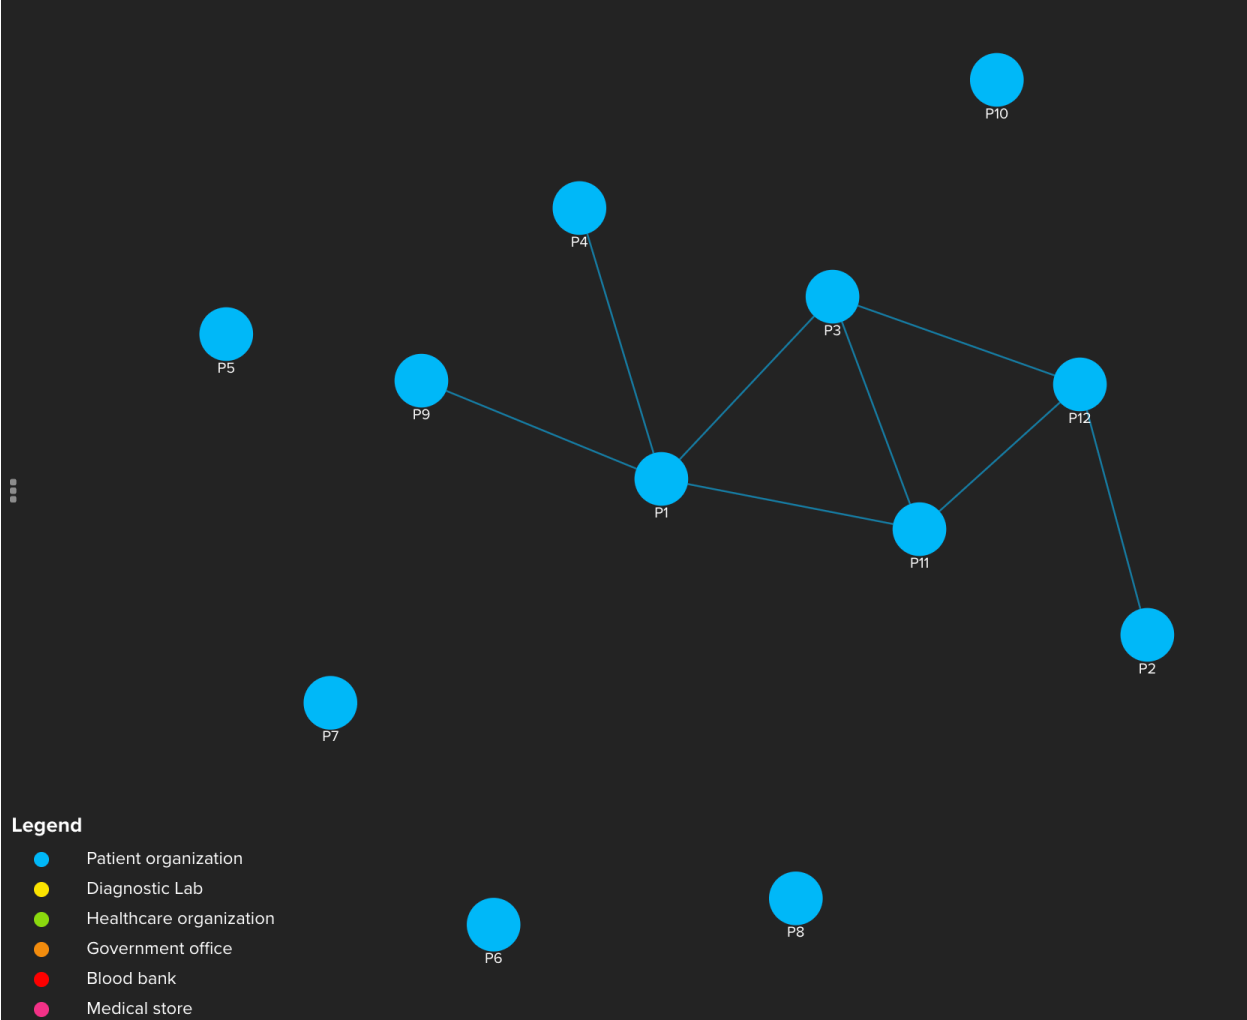 P10
P4
P3
P5
P9
P12
P1
P11
P2
P7
Legend
Patient organization
Diagnostic Lab
Healthcare organization
Government office
Blood bank
Medical store
P8
P6